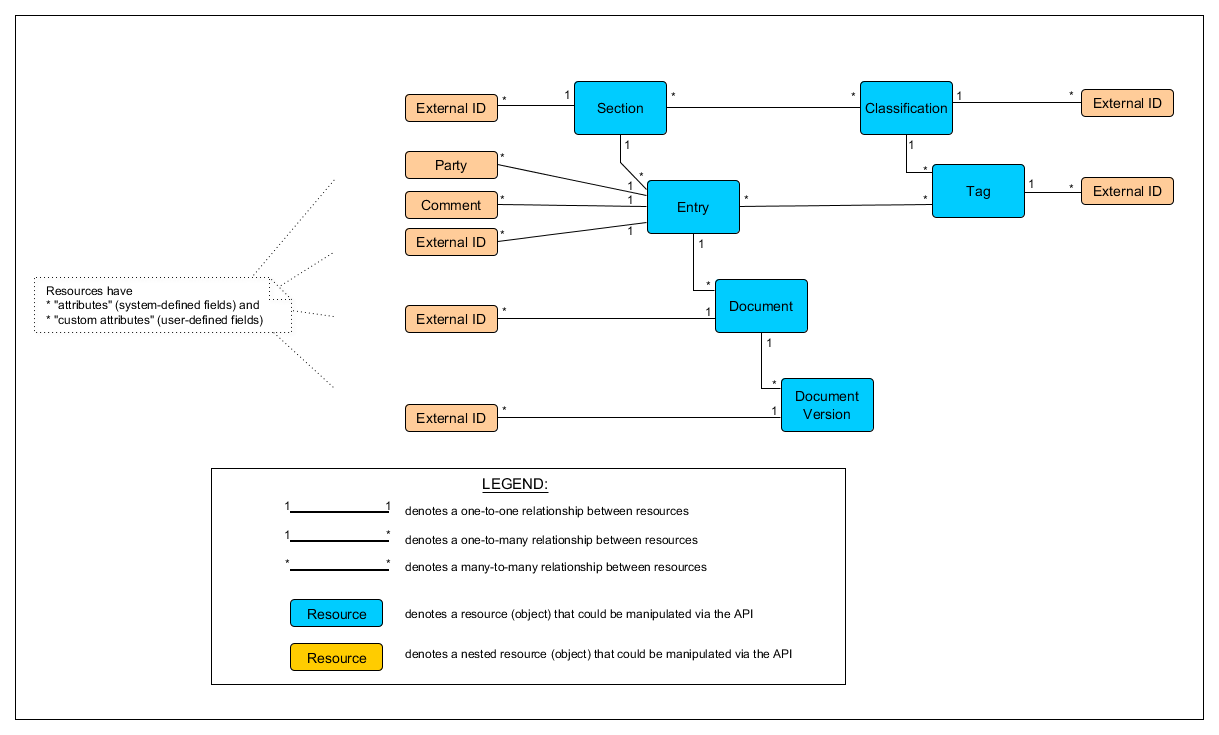 External ID
*
1
Section
*
*
Classification
1
*
External ID
1
1
Party
*
*
*
Tag
1
*
External ID
1
Comment
*
1
Entry
*
*
External ID
*
1
1
Resources have
* "attributes" (system-defined fields) and
* "custom attributes" (user-defined fields)
*
Document
External ID
*
1
1
*
Document
Version
External ID
*
1
LEGEND:
1 1
denotes a one-to-one relationship between resources
1 *
denotes a one-to-many relationship between resources
* *
denotes a many-to-many relationship between resources
Resource
denotes a resource (object) that could be manipulated via the API
Resource
denotes a nested resource (object) that could be manipulated via the API